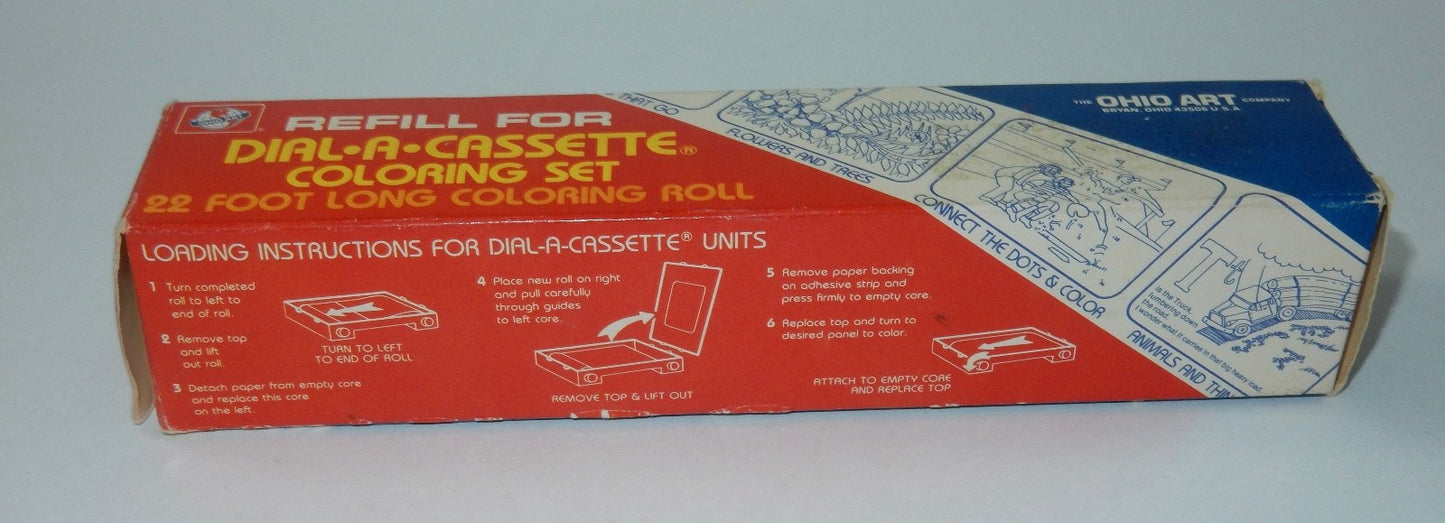 REFILL FOR
DIAL•A•CASSETTE®
COLORING SET
22 FOOT LONG COLORING ROLL
THAT GO
FLOWERS AND TREES
CONNECT THE DOTS & COLOR
ANIMALS AND
THE OHIO ART COMPANY
BRYAN, OHIO 43506 U.S.A.
T t
is the Truck,
lumbering down
the road.
I wonder what it carries in that big heavy load.
LOADING INSTRUCTIONS FOR DIAL-A-CASSETTE® UNITS
1 Turn completed
roll to left to
end of roll.
2 Remove top
and lift
out roll.
3 Detach paper from empty core
and replace this core
on the left.
TURN TO LEFT
TO END OF ROLL
4 Place new roll on right
and pull carefully
through guides
to left core.
REMOVE TOP & LIFT OUT
5 Remove paper backing
on adhesive strip and
press firmly to empty core.
6 Replace top and turn to
desired panel to color.
ATTACH TO EMPTY CORE
AND REPLACE TOP